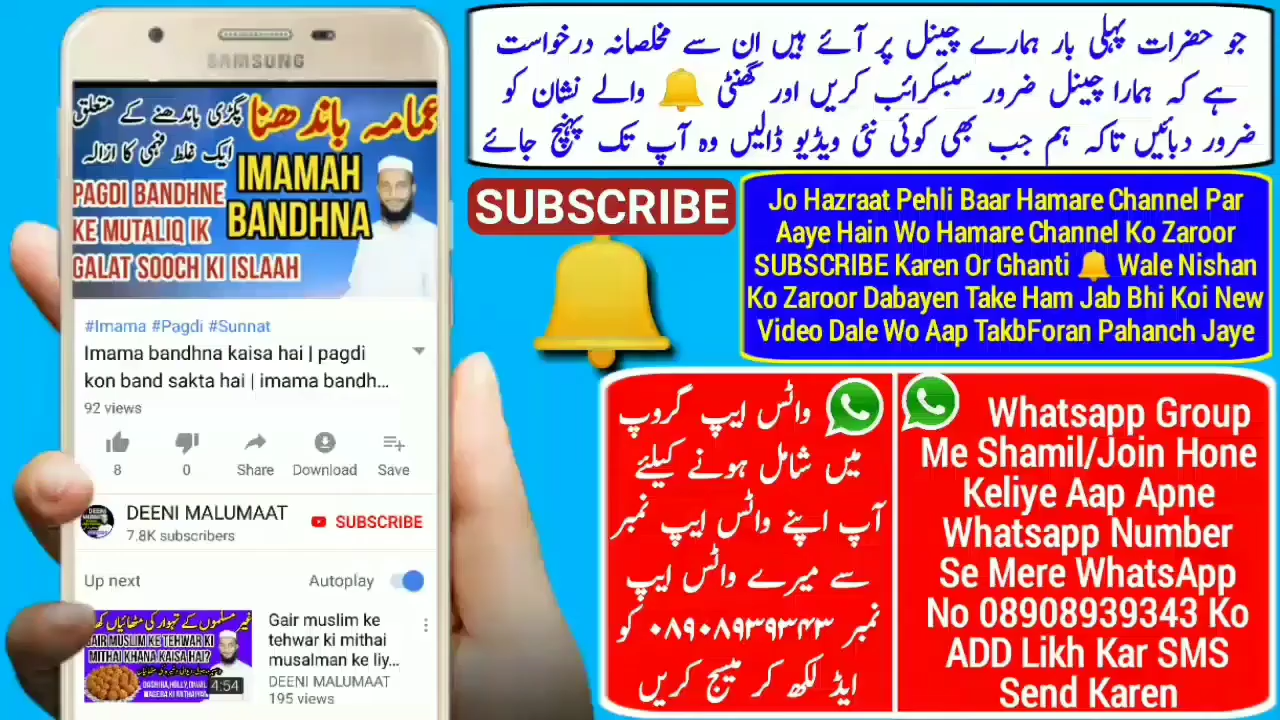 SAMSUNG
عمامہ باندھنا
پگڑی باندھنے کے متعلق
ایک غلط فہمی کا ازالہ
IMAMAH
BANDHNA
PAGDI BANDHNE
KE MUTALIQ IK
GALAT SOOCH KI ISLAAH
#Imama #Pagdi #Sunnat
Imama bandhna kaisa hai | pagdi
kon band sakta hai | imama bandh...
92 views
8
0
Share
Download
Save
DEENI MALUMAAT
7.8K subscribers
SUBSCRIBE
Up next
Autoplay
غیر مسلموں کے تہوار کی مٹھائیاں
GAIR MUSLIM KE TEHWAR KI
MITHAI KHANA KAISA HAI?
4:54
Gair muslim ke
tehwar ki mithai
musalman ke liy...
DEENI MALUMAAT
195 views
جو حضرات پہلی بار ہمارے چینل پر آئے ہیں ان سے مخلصانہ درخواست
ہے کہ ہمارا چینل ضرور سبسکرائب کریں اور گھنٹی 🔔 والے نشان کو
ضرور دبائیں تاکہ ہم جب بھی کوئی نئی ویڈیو ڈالیں وہ آپ تک پہنچ جائے
SUBSCRIBE
Jo Hazraat Pehli Baar Hamare Channel Par
Aaye Hain Wo Hamare Channel Ko Zaroor
SUBSCRIBE Karen Or Ghanti 🔔 Wale Nishan
Ko Zaroor Dabayen Take Ham Jab Bhi Koi New
Video Dale Wo Aap TakbForan Pahanch Jaye
واٹس ایپ گروپ
میں شامل ہونے کیلئے
آپ اپنے واٹس ایپ نمبر
سے میرے واٹس ایپ
نمبر ۰۸۹۰۸۹۳۹۳۴۳ کو
ایڈ لکھ کر میسج کریں
Whatsapp Group
Me Shamil/Join Hone
Keliye Aap Apne
Whatsapp Number
Se Mere WhatsApp
No 08908939343 Ko
ADD Likh Kar SMS
Send Karen